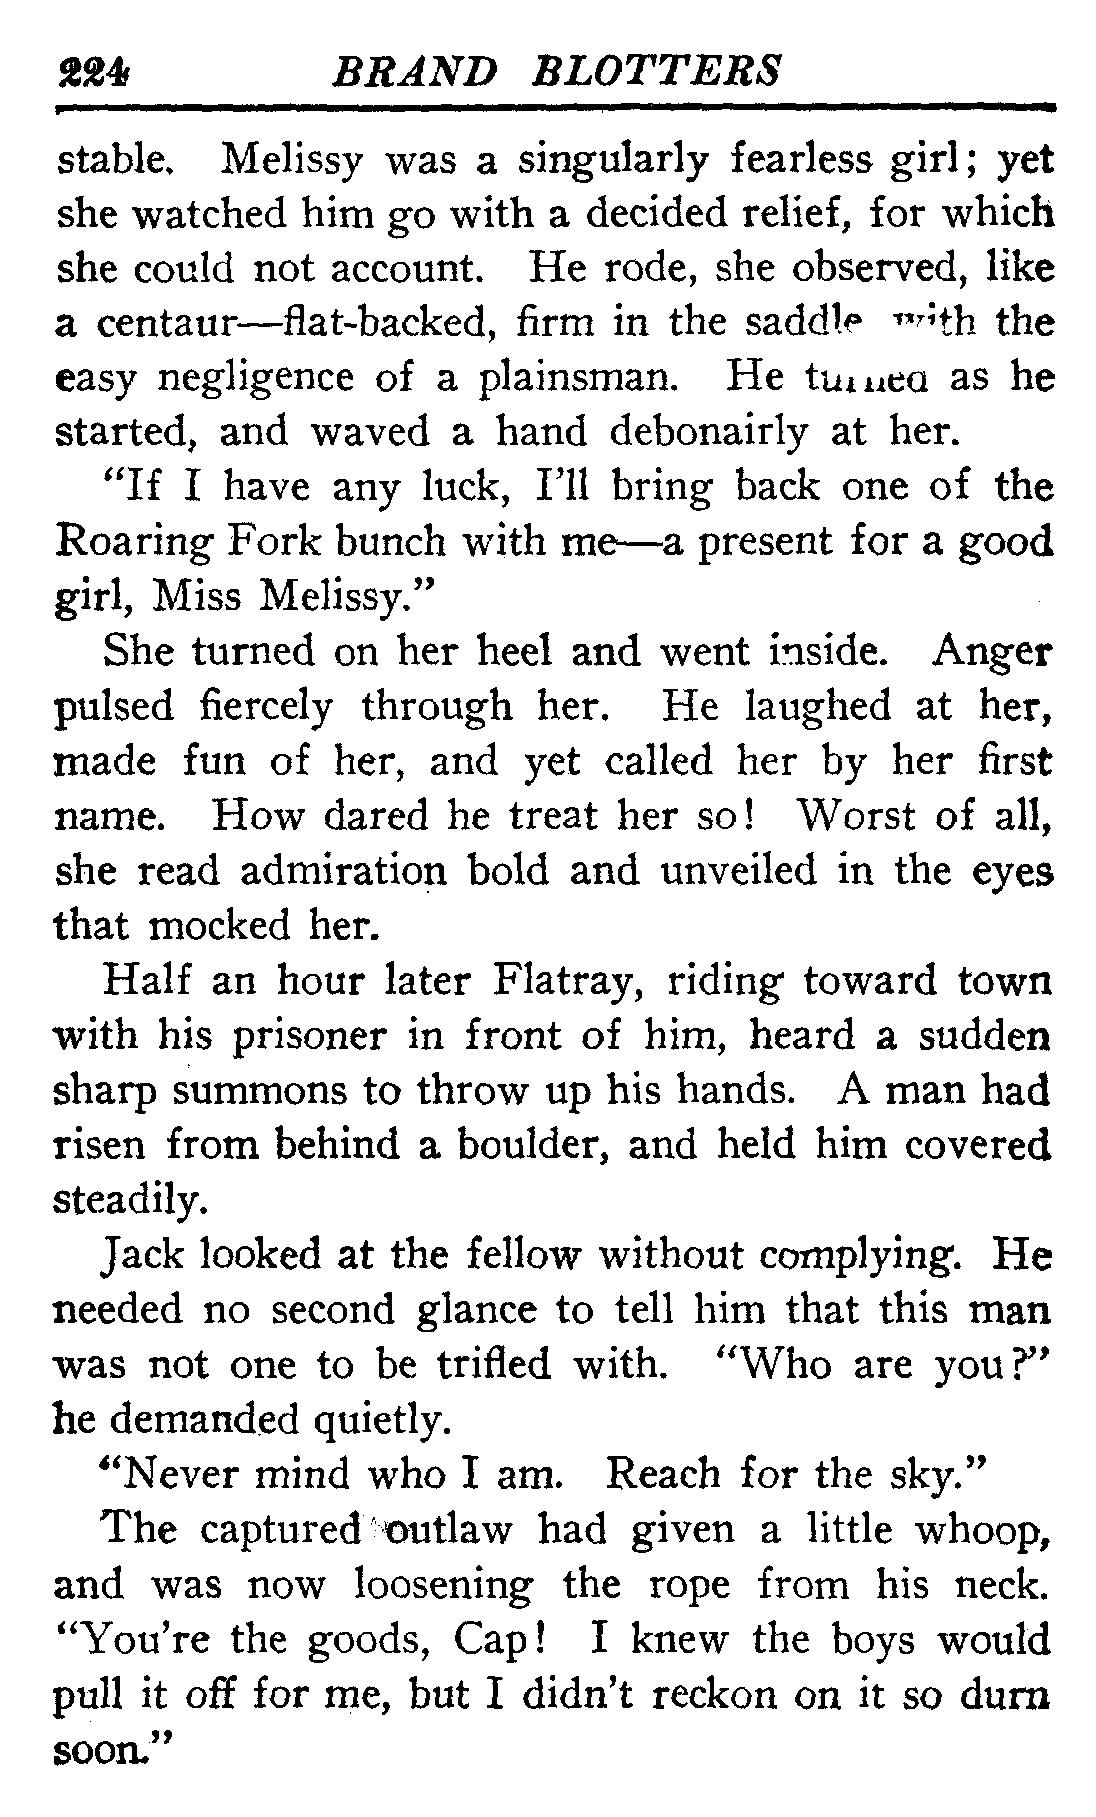 224 BRAND BLOTTERS
stable. Melissy was a singularly fearless girl; yet
she watched him go with a decided relief, for which
she could not account. He rode, she observed, like
a centaur—flat-backed, firm in the saddle with the
easy negligence of a plainsman. He turned as he
started, and waved a hand debonairly at her.
"If I have any luck, I'll bring back one of the
Roaring Fork bunch with me—a present for a good
girl, Miss Melissy."
She turned on her heel and went inside. Anger
pulsed fiercely through her. He laughed at her,
made fun of her, and yet called her by her first
name. How dared he treat her so! Worst of all,
she read admiration bold and unveiled in the eyes
that mocked her.
Half an hour later Flatray, riding toward town
with his prisoner in front of him, heard a sudden
sharp summons to throw up his hands. A man had
risen from behind a boulder, and held him covered
steadily.
Jack looked at the fellow without complying. He
needed no second glance to tell him that this man
was not one to be trifled with. "Who are you?"
he demanded quietly.
"Never mind who I am. Reach for the sky."
The captured outlaw had given a little whoop,
and was now loosening the rope from his neck.
"You're the goods, Cap! I knew the boys would
pull it off for me, but I didn't reckon on it so durn
soon."